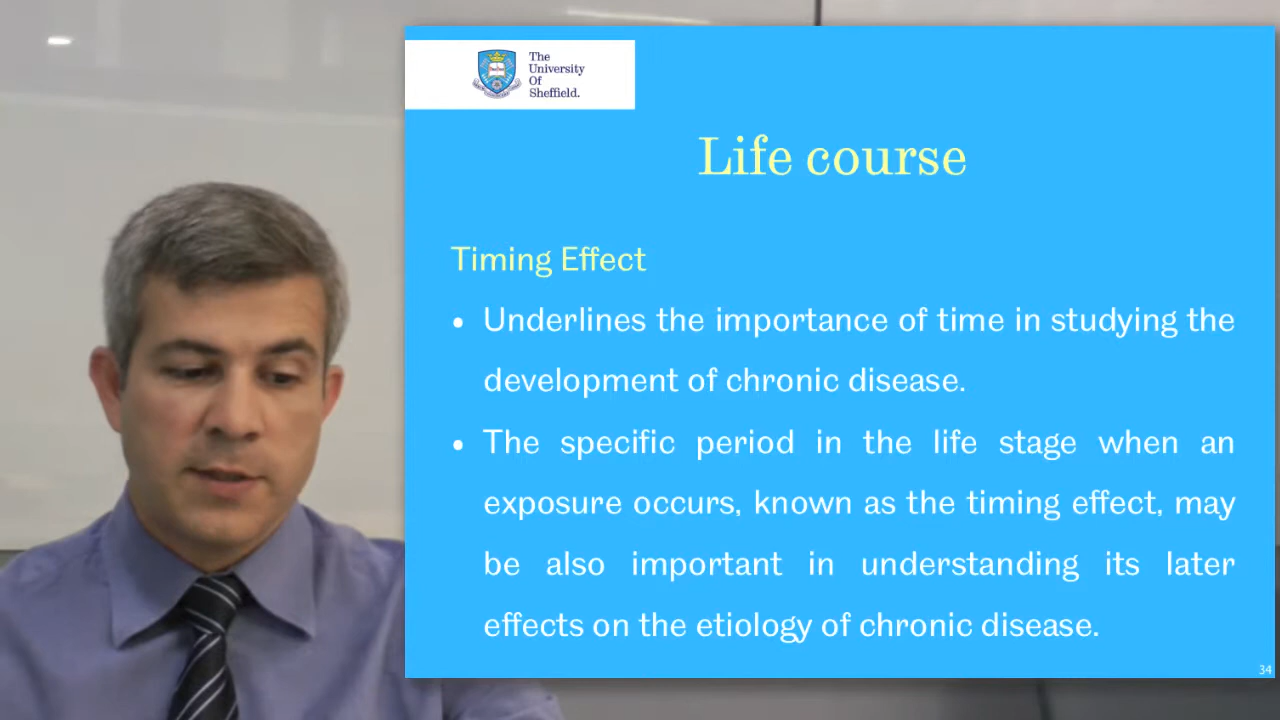 The
University
Of
Sheffield.
Life course
Timing Effect
• Underlines the importance of time in studying the
development of chronic disease.
• The specific period in the life stage when an
exposure occurs, known as the timing effect, may
be also important in understanding its later
effects on the etiology of chronic disease.
34